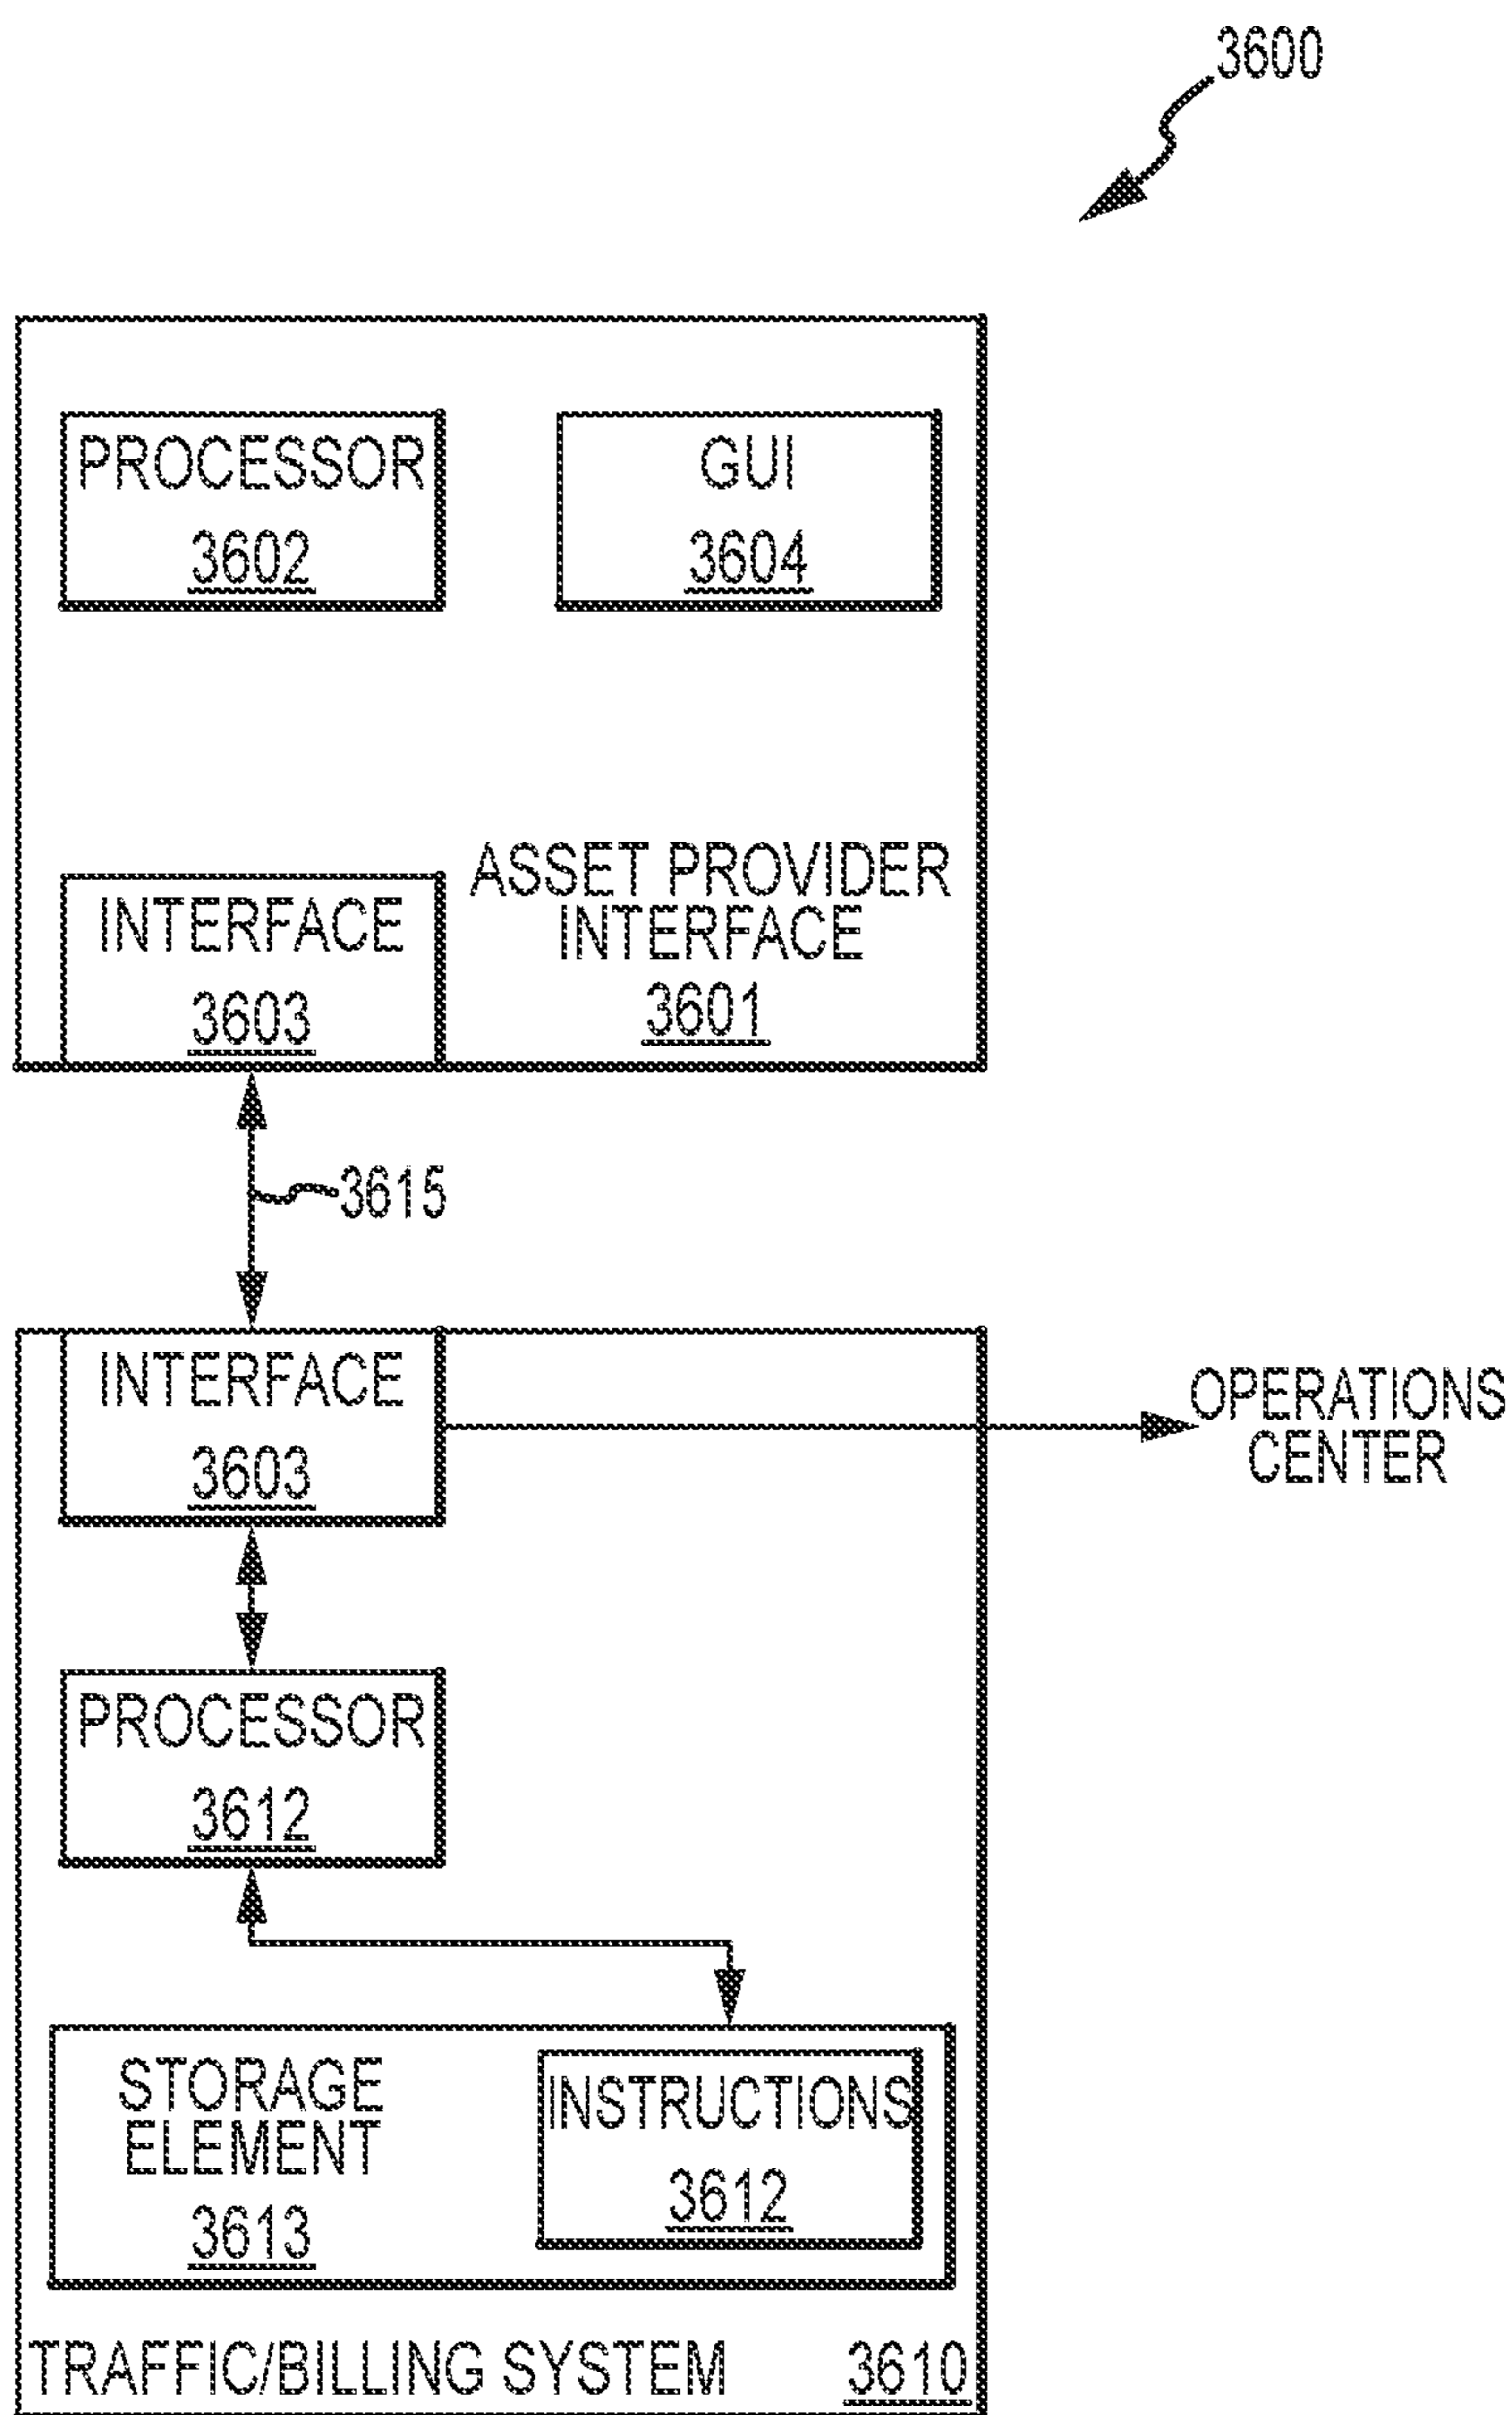 3600
PROCESSOR
3602
GUI
3604
ASSET PROVIDER
INTERFACE
3601
INTERFACE
3603
3615
INTERFACE
3603
OPERATIONS
CENTER
PROCESSOR
3612
STORAGE
ELEMENT
3613
INSTRUCTIONS
3612
TRAFFIC/BILLING SYSTEM 3610